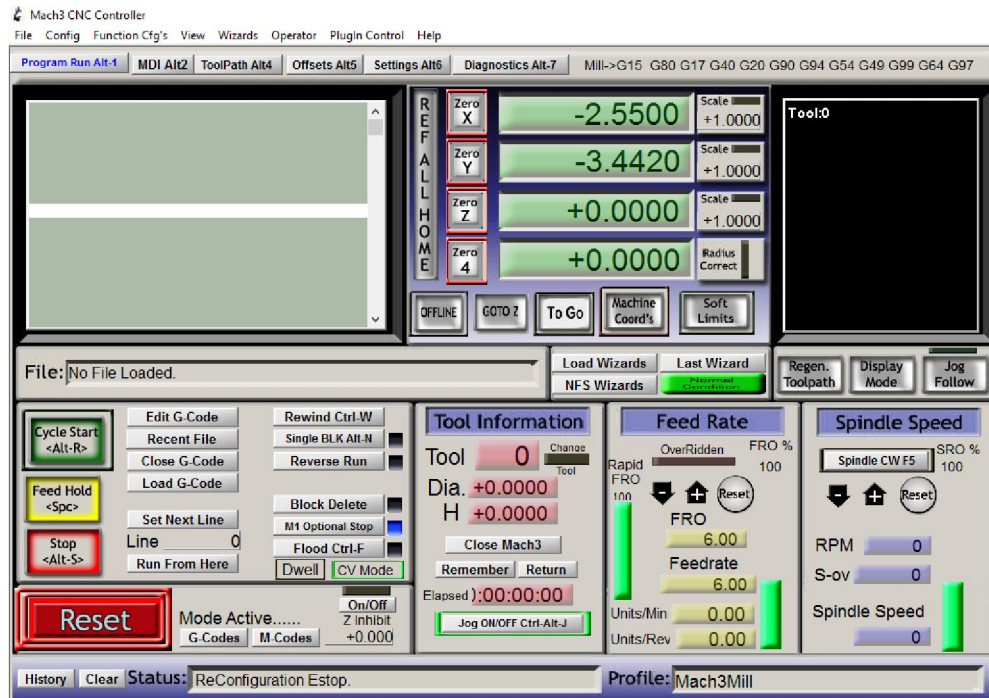 Mach3 CNC Controller
File Config Function Cfg's View Wizards Operator PlugIn Control Help
Program Run Alt-1 MDI Alt2 ToolPath Alt4 Offsets Alt5 Settings Alt6 Diagnostics Alt-7 Mill->G15 G80 G17 G40 G20 G90 G94 G54 G49 G99 G64 G97
REF ALL HOME
Zero X -2.5500 Scale +1.0000
Zero Y -3.4420 Scale +1.0000
Zero Z +0.0000 Scale +1.0000
Zero 4 +0.0000 Radius Correct
OFFLINE GOTO Z To Go Machine Coord's Soft Limits
Tool:0
File: No File Loaded.
Load Wizards Last Wizard
NFS Wizards Normal Condition
Regen. Toolpath Display Mode Jog Follow
Cycle Start <Alt-R>
Feed Hold <Spc>
Stop <Alt-S>
Edit G-Code Rewind Ctrl-W
Recent File Single BLK Alt-N
Close G-Code Reverse Run
Load G-Code
Block Delete
Set Next Line M1 Optional Stop
Line 0 Flood Ctrl-F
Run From Here Dwell CV Mode
Reset
Mode Active......
G-Codes M-Codes
On/Off
Z Inhibit
+0.000
Tool Information
Tool 0 Change Tool
Dia. +0.0000
H +0.0000
Close Mach3
Remember Return
Elapsed ):00:00:00
Jog ON/OFF Ctrl-Alt-J
Feed Rate
OverRidden FRO %
100
Rapid FRO
100
Reset
FRO
6.00
Feedrate
6.00
Units/Min 0.00
Units/Rev 0.00
Spindle Speed
Spindle CW F5 SRO %
100
Reset
RPM 0
S-ov 0
Spindle Speed
0
History Clear Status: ReConfiguration Estop. Profile: Mach3Mill